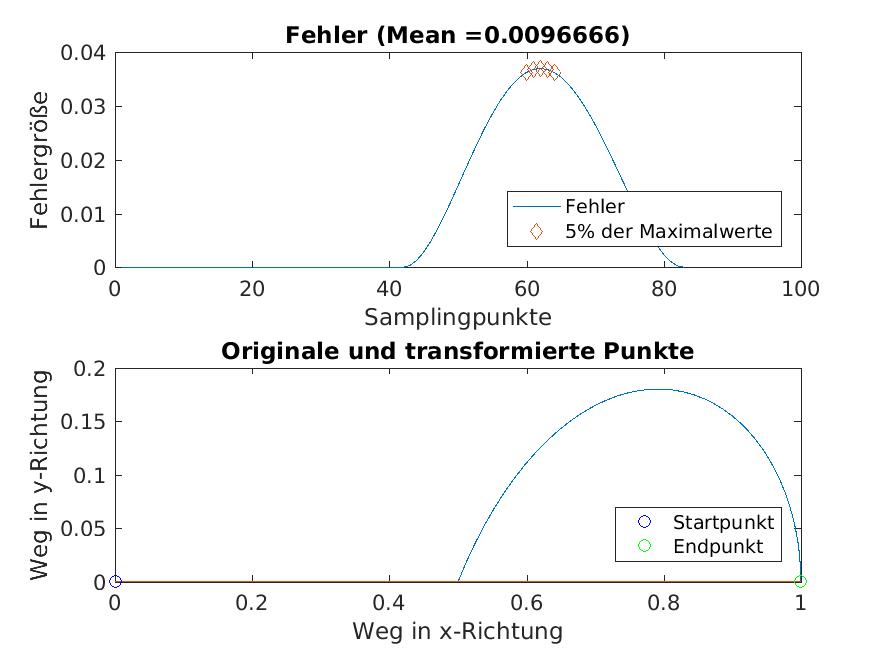 Fehler (Mean =0.0096666)
0.04
0.03
0.02
0.01
0
Fehlergröße
Fehler
5% der Maximalwerte
0 20 40 60 80 100
Samplingpunkte
Originale und transformierte Punkte
0.2
0.15
0.1
0.05
0
Weg in y-Richtung
Startpunkt
Endpunkt
0 0.2 0.4 0.6 0.8 1
Weg in x-Richtung